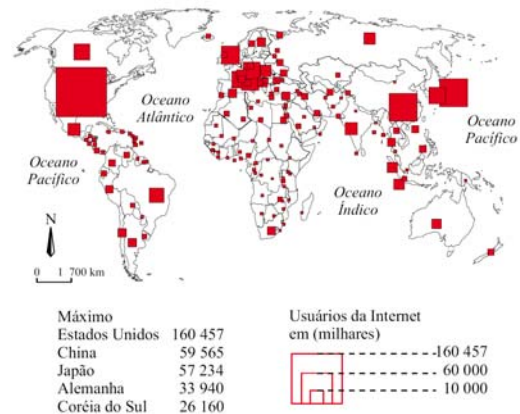 Oceano
Atlântico
Oceano
Pacífico
Oceano
Pacífico
Oceano
Índico
N
0 1 700 km
Máximo
Estados Unidos 160 457
China 59 565
Japão 57 234
Alemanha 33 940
Coréia do Sul 26 160
Usuários da Internet
em (milhares)
160 457
60 000
10 000